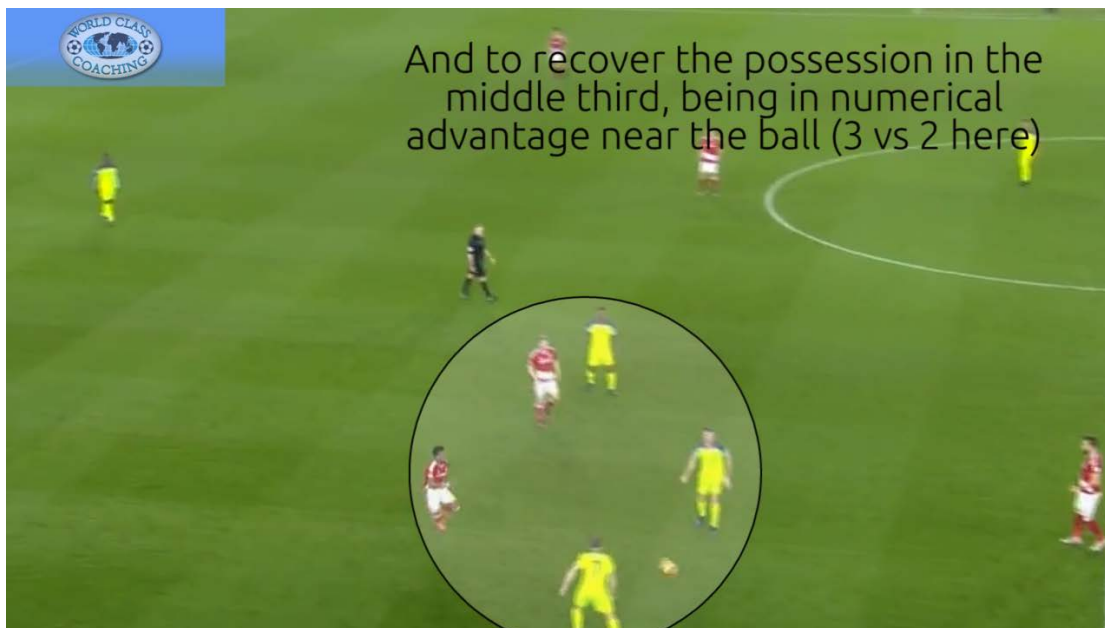 WORLD CLASS
COACHING
And to recover the possession in the
middle third, being in numerical
advantage near the ball (3 vs 2 here)